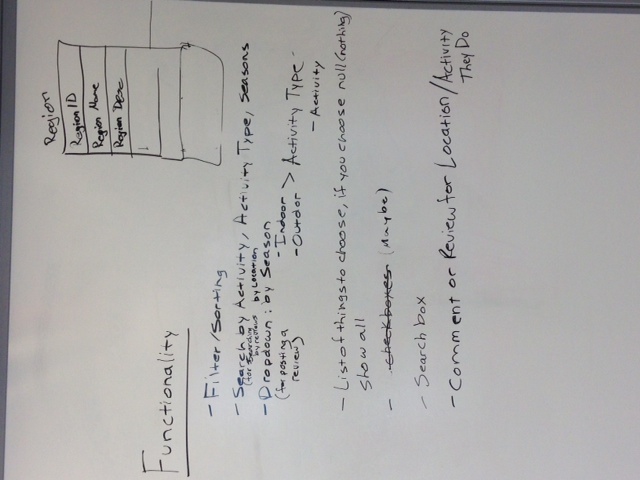 Region
Region ID
Region Name
Region Desc
Functionality
- Filter/Sorting
- Search by Activity, Activity Type, seasons
(for searching by reviews by Location
- Dropdown: by Season
(for posting a review)
- Indoor
- Outdor > Activity Type
- Activity
- List of things to choose, if you choose null (nothing)
show all
- checkboxes (Maybe)
- Search box
- Comment or Review for Location/Activity
They Do